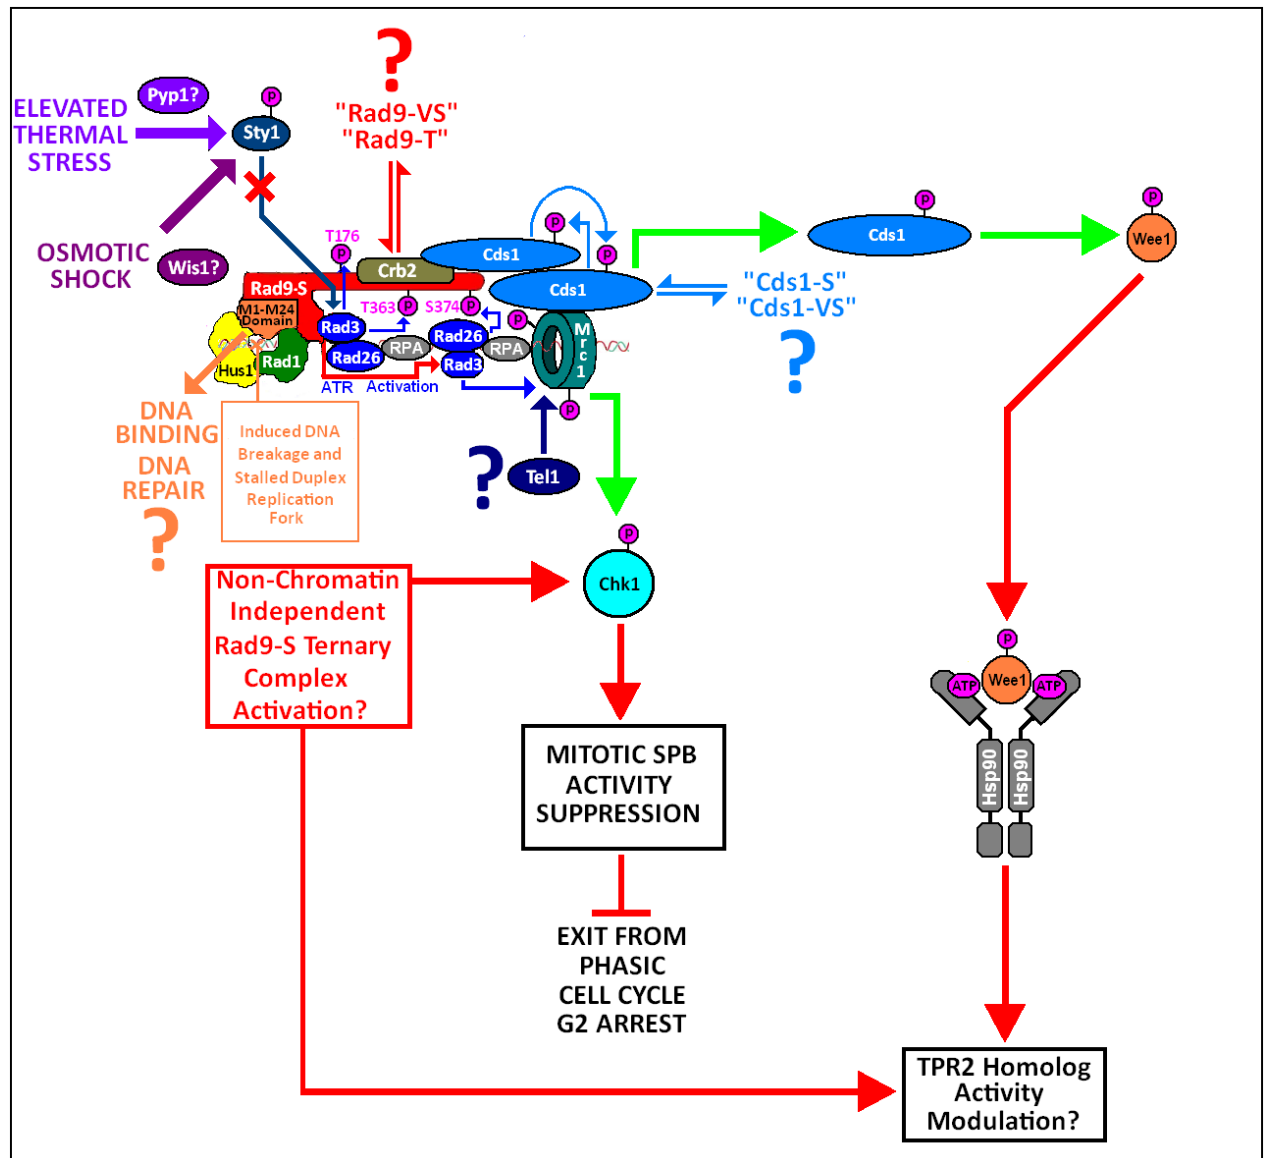 ELEVATED
THERMAL
STRESS
Pyp1?
P
Sty1
OSMOTIC
SHOCK
Wis1?
?
"Rad9-VS"
"Rad9-T"
T176
P
Crb2
Rad9-S
M1-M24
Domain
Hus1
Rad1
Rad3
Rad26
T363
P
S374
P
RPA
Rad26
Rad3
RPA
ATR Activation
P
Mrc1
P
Cds1
P
Cds1
P
"Cds1-S"
"Cds1-VS"
?
Cds1
P
Wee1
P
DNA
BINDING
DNA
REPAIR
?
Induced DNA
Breakage and
Stalled Duplex
Replication
Fork
?
Tel1
P
Chk1
Non-Chromatin
Independent
Rad9-S Ternary
Complex
Activation?
MITOTIC SPB
ACTIVITY
SUPPRESSION
EXIT FROM
PHASIC
CELL CYCLE
G2 ARREST
P
ATP
Wee1
ATP
Hsp90
Hsp90
TPR2 Homolog
Activity
Modulation?